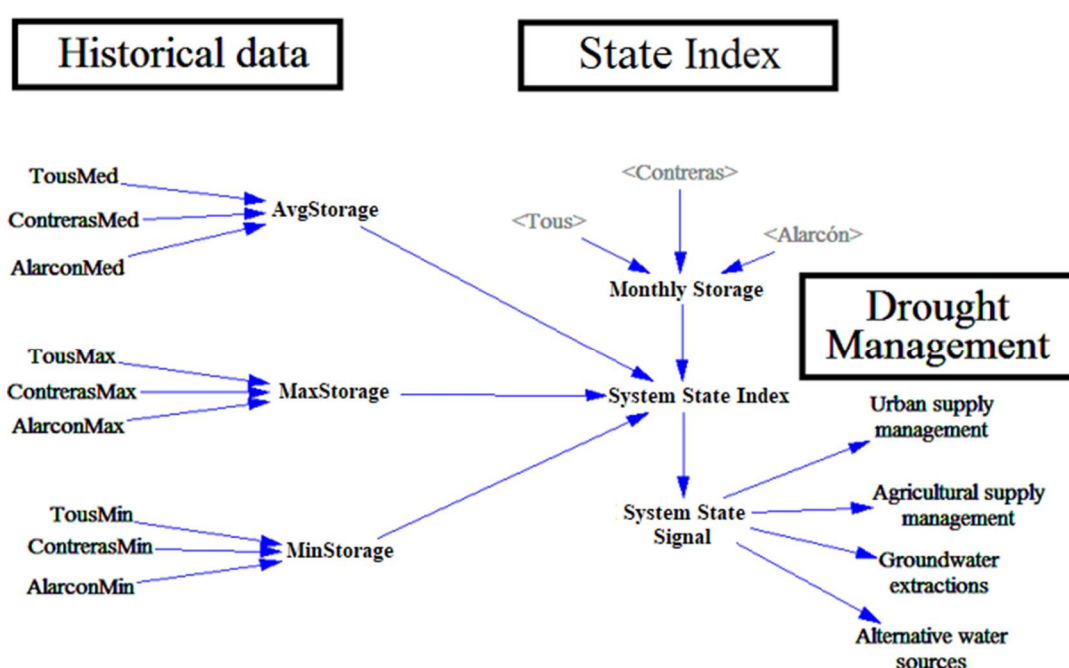 Historical data
State Index
TousMed
ContrerasMed
AlarconMed
AvgStorage
<Contreras>
<Tous>
<Alarcón>
Monthly Storage
TousMax
ContrerasMax
AlarconMax
MaxStorage
System State Index
TousMin
ContrerasMin
AlarconMin
MinStorage
System State
Signal
Drought
Management
Urban supply
management
Agricultural supply
management
Groundwater
extractions
Alternative water
sources